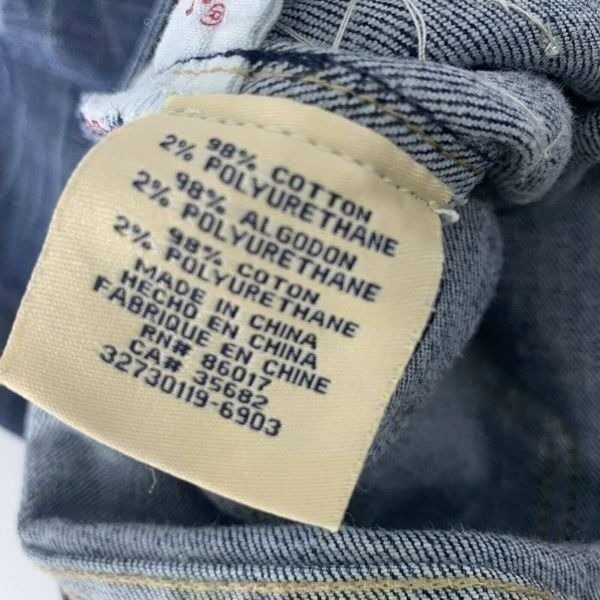 ®
98% COTTON
2% POLYURETHANE
98% ALGODON
2% POLYURETHANE
98% COTON
2% POLYURETHANE
MADE IN CHINA
HECHO EN CHINA
FABRIQUE EN CHINE
RN# 86017
CA# 35682
32730119-6903